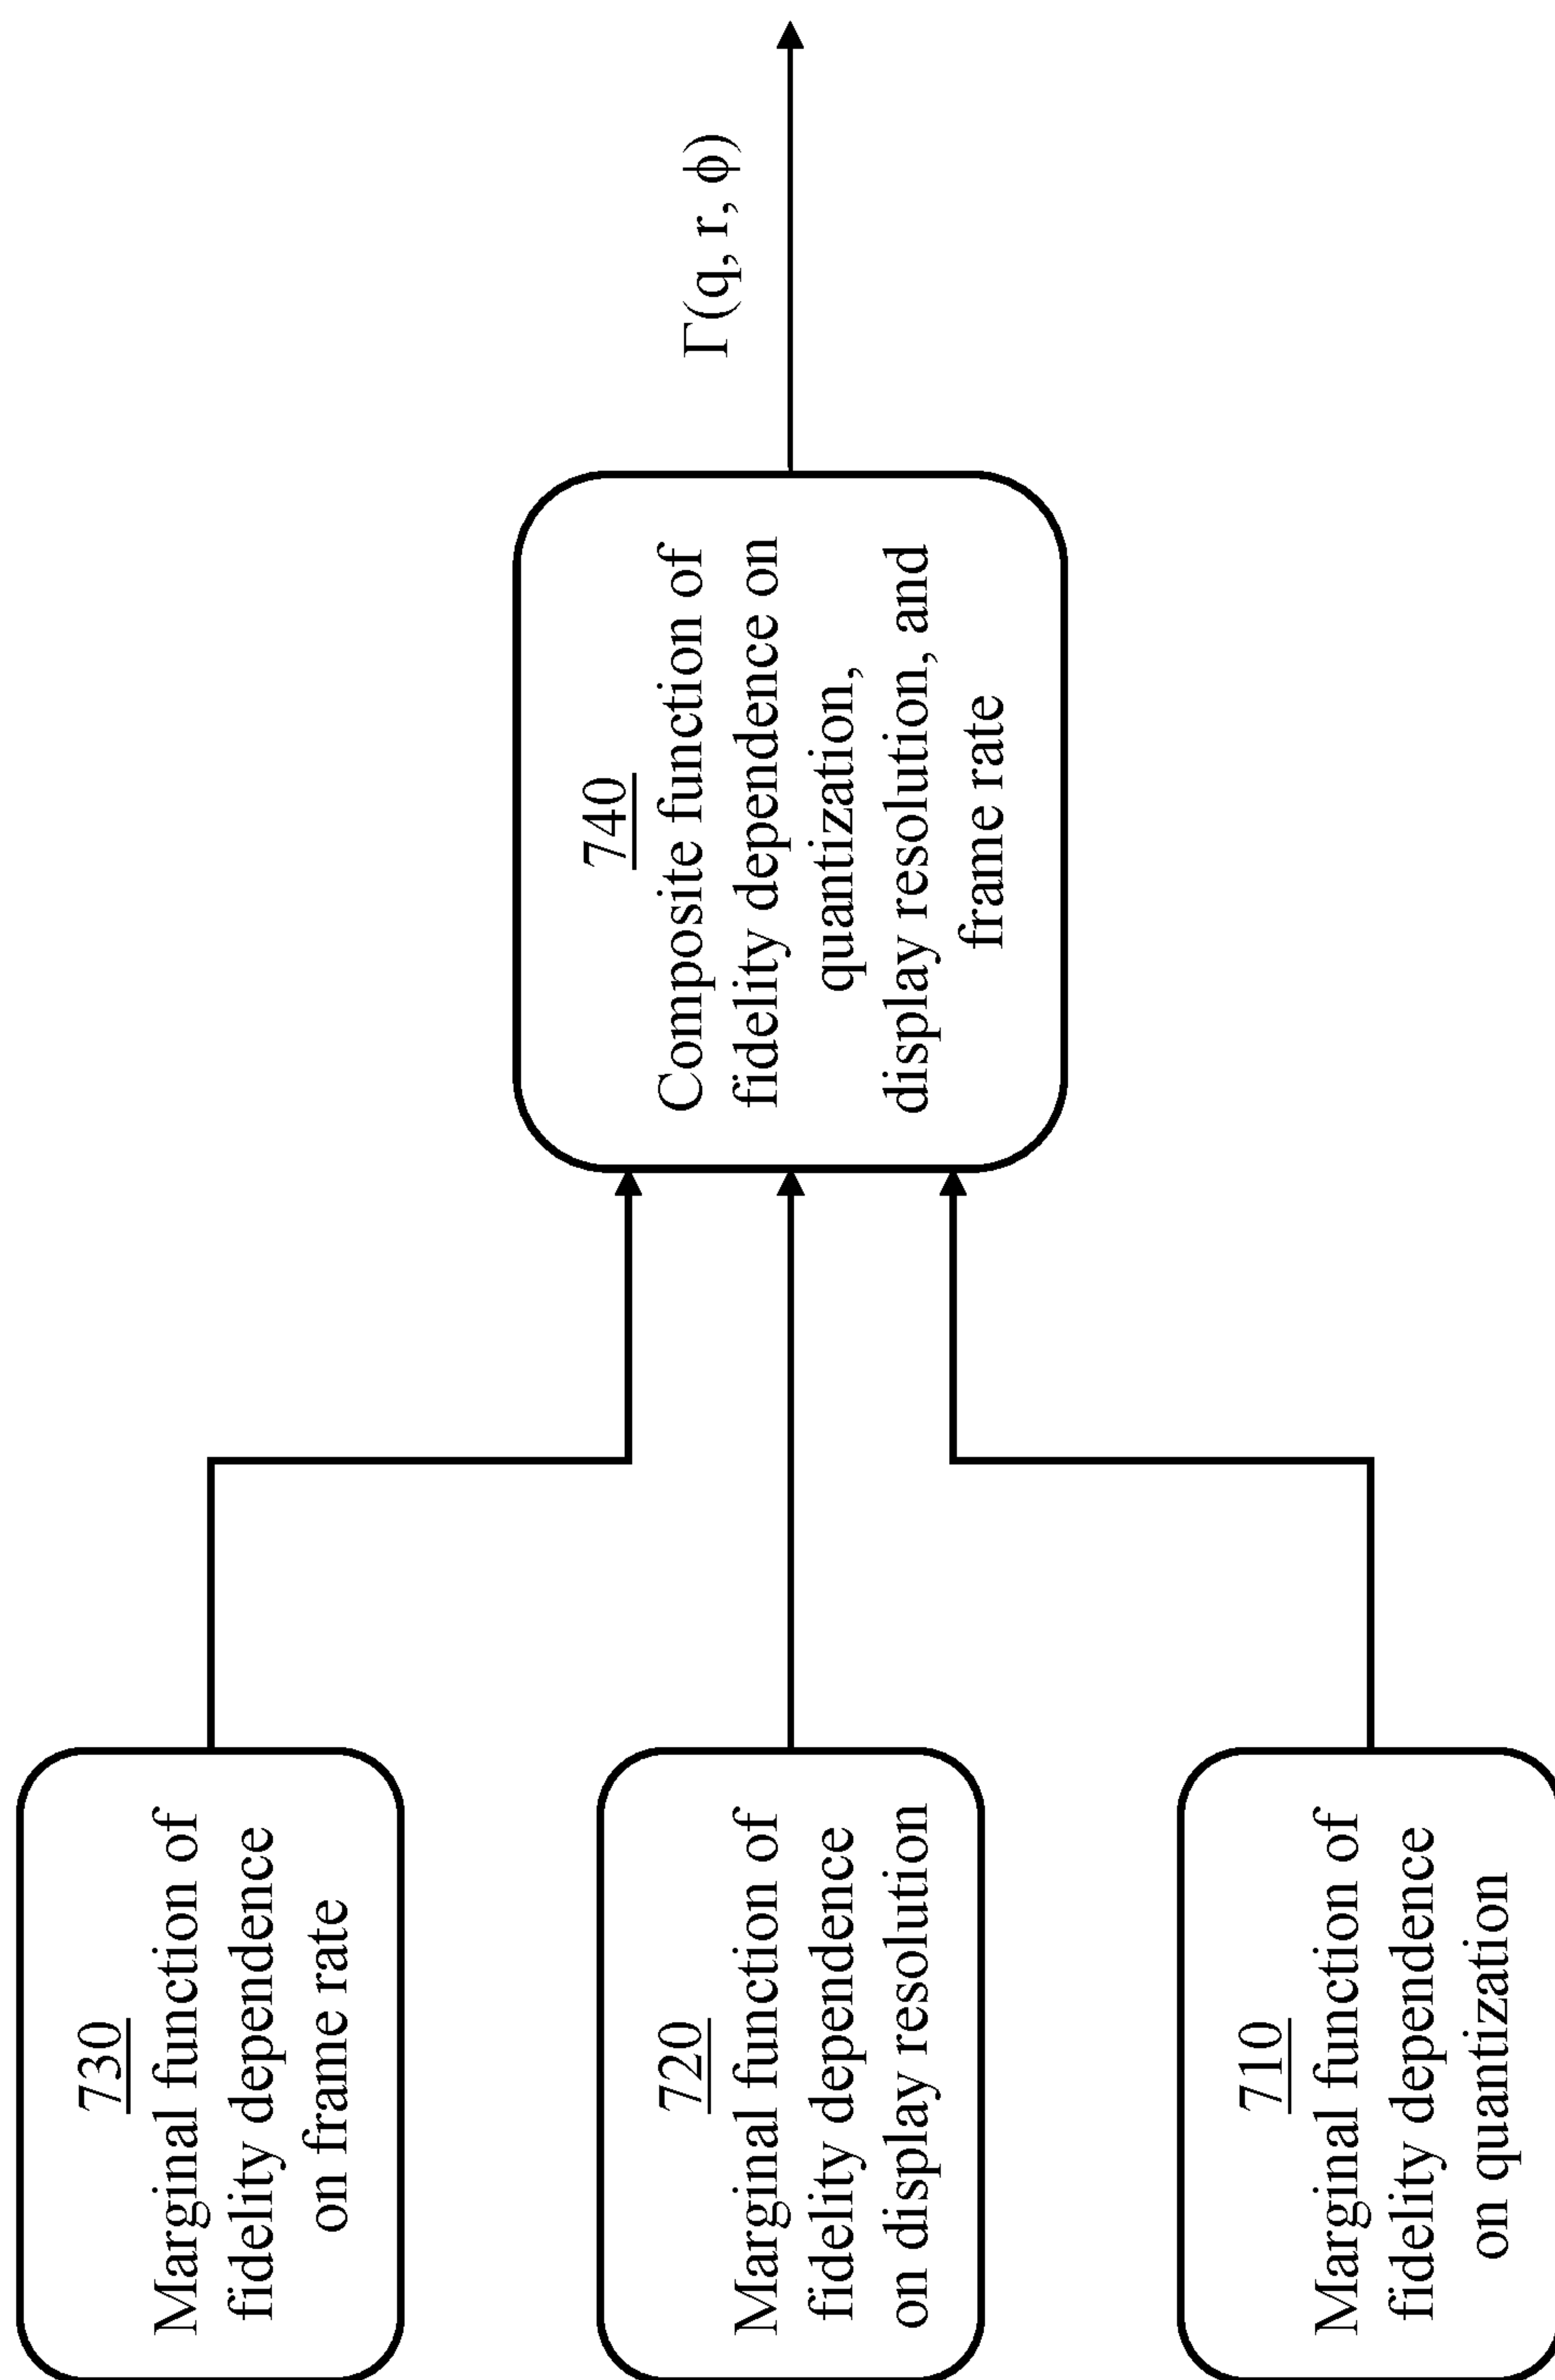 730
Marginal function of
fidelity dependence
on frame rate
720
Marginal function of
fidelity dependence
on display resolution
710
Marginal function of
fidelity dependence
on quantization
740
Composite function of
fidelity dependence on
quantization,
display resolution, and
frame rate
Γ(q, r, ϕ)